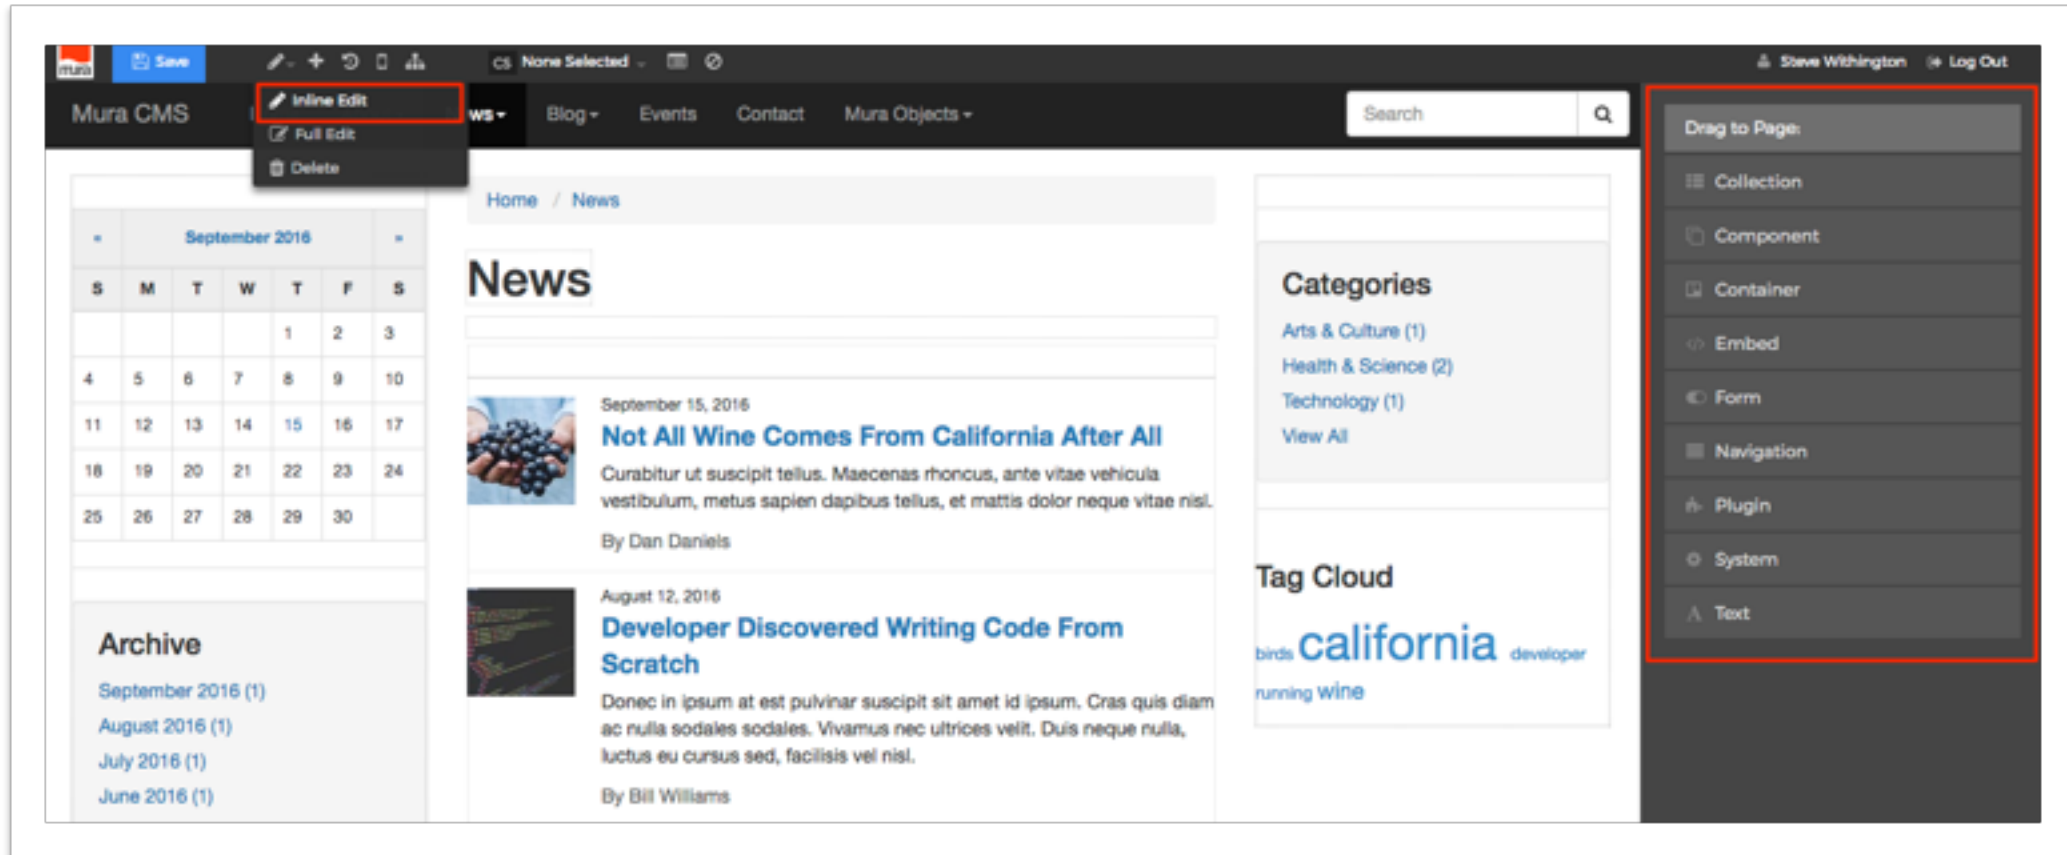 mura
Save
CS None Selected
Steve Withington Log Out
Mura CMS
ws
Blog
Events
Contact
Mura Objects
Search
Inline Edit
Full Edit
Delete
« September 2016 »
S M T W T F S
1 2 3
4 5 6 7 8 9 10
11 12 13 14 15 16 17
18 19 20 21 22 23 24
25 26 27 28 29 30
Archive
September 2016 (1)
August 2016 (1)
July 2016 (1)
June 2016 (1)
Home / News
News
September 15, 2016
Not All Wine Comes From California After All
Curabitur ut suscipit tellus. Maecenas rhoncus, ante vitae vehicula
vestibulum, metus sapien dapibus tellus, et mattis dolor neque vitae nisl.
By Dan Daniels
August 12, 2016
Developer Discovered Writing Code From
Scratch
Donec in ipsum at est pulvinar suscipit sit amet id ipsum. Cras quis diam
ac nulla sodales sodales. Vivamus nec ultrices velit. Duis neque nulla,
luctus eu cursus sed, facilisis vel nisl.
By Bill Williams
Categories
Arts & Culture (1)
Health & Science (2)
Technology (1)
View All
Tag Cloud
birds california developer
running wine
Drag to Page:
Collection
Component
Container
Embed
Form
Navigation
Plugin
System
Text